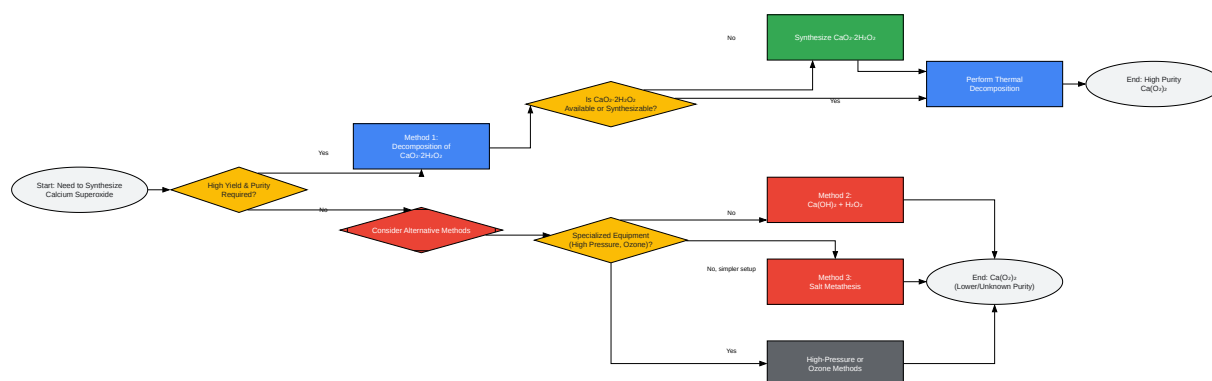 Start: Need to Synthesize
Calcium Superoxide
High Yield & Purity
Required?
Yes
No
Method 1:
Decomposition of
CaO₂·2H₂O₂
Consider Alternative Methods
Is CaO₂·2H₂O₂
Available or Synthesizable?
No
Yes
Synthesize CaO₂·2H₂O₂
Perform Thermal
Decomposition
End: High Purity
Ca(O₂)₂
Specialized Equipment
(High Pressure, Ozone)?
No
No, simpler setup
Yes
Method 2:
Ca(OH)₂ + H₂O₂
Method 3:
Salt Metathesis
High-Pressure or
Ozone Methods
End: Ca(O₂)₂
(Lower/Unknown Purity)